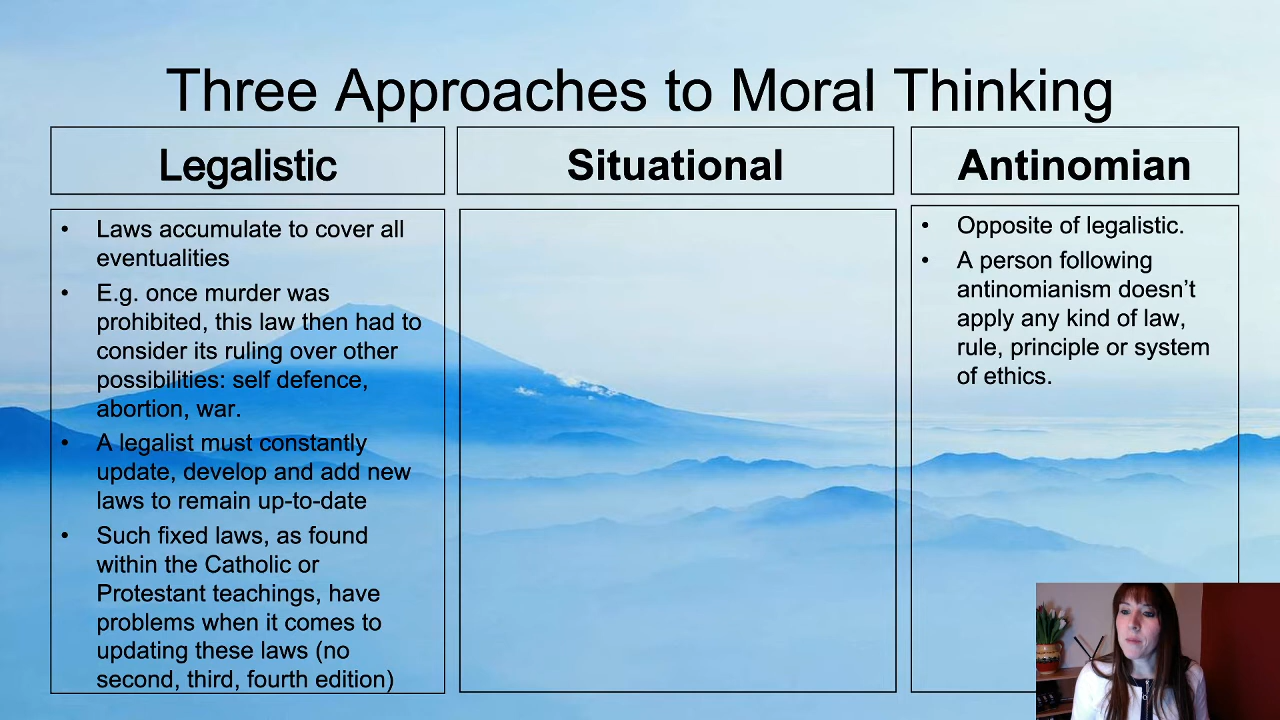 Three Approaches to Moral Thinking
Legalistic
Situational
Antinomian
• Laws accumulate to cover all
eventualities
• E.g. once murder was
prohibited, this law then had to
consider its ruling over other
possibilities: self defence,
abortion, war.
• A legalist must constantly
update, develop and add new
laws to remain up-to-date
• Such fixed laws, as found
within the Catholic or
Protestant teachings, have
problems when it comes to
updating these laws (no
second, third, fourth edition)
• Opposite of legalistic.
• A person following
antinomianism doesn’t
apply any kind of law,
rule, principle or system
of ethics.